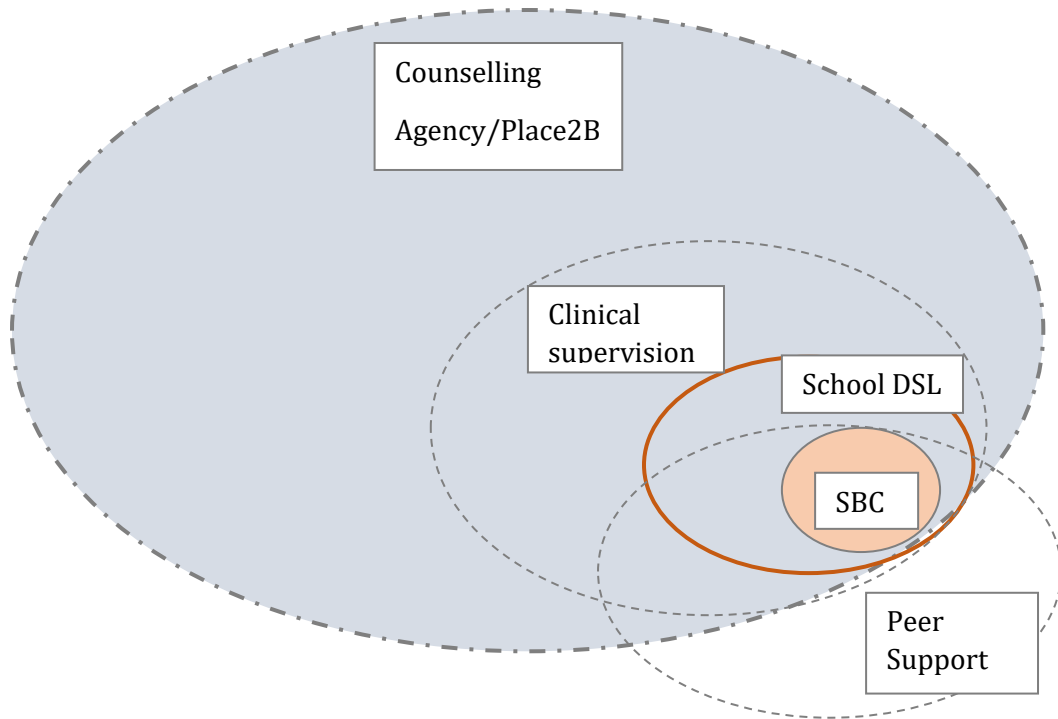 Counselling
Agency/Place2B
Clinical
supervision
School DSL
SBC
Peer
Support